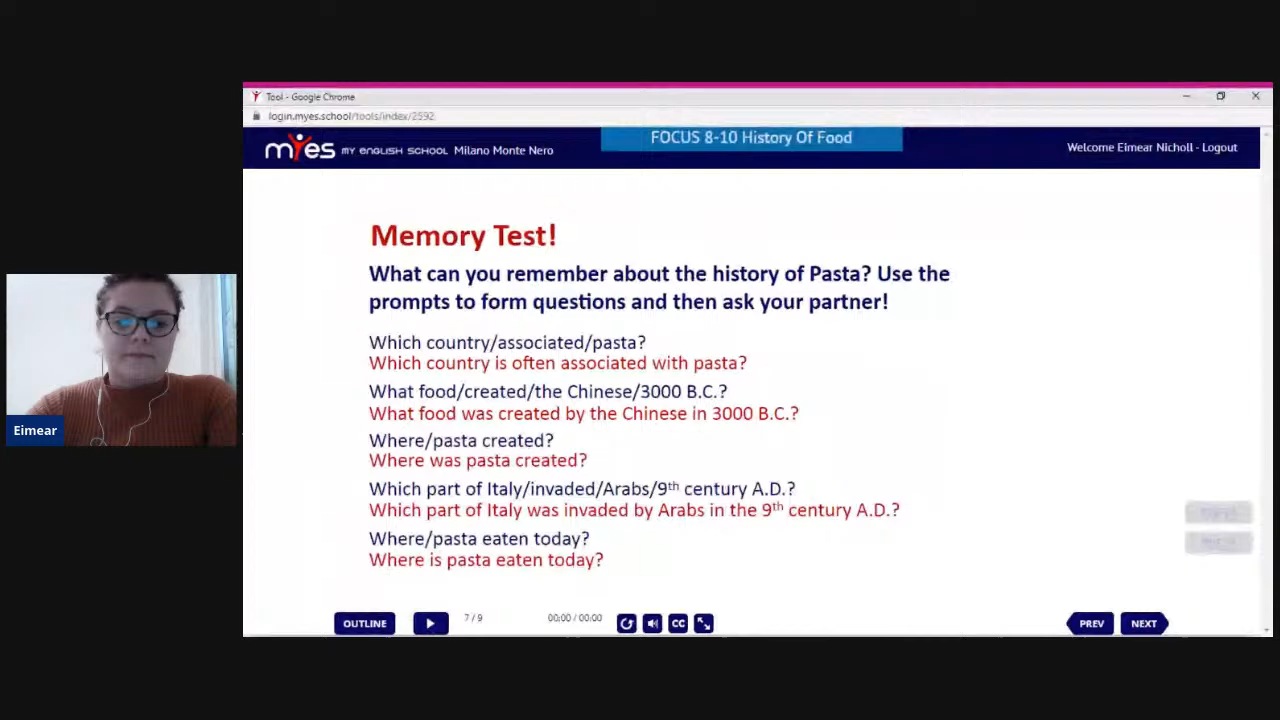 Tool - Google Chrome
login.myes.school/tools/index/2592
myes MY ENGLISH SCHOOL Milano Monte Nero
FOCUS 8-10 History Of Food
Welcome Eimear Nicholl - Logout
Memory Test!
What can you remember about the history of Pasta? Use the
prompts to form questions and then ask your partner!
Which country/associated/pasta?
Which country is often associated with pasta?
What food/created/the Chinese/3000 B.C.?
What food was created by the Chinese in 3000 B.C.?
Where/pasta created?
Where was pasta created?
Which part of Italy/invaded/Arabs/9th century A.D.?
Which part of Italy was invaded by Arabs in the 9th century A.D.?
Where/pasta eaten today?
Where is pasta eaten today?
Eimear
OUTLINE
7 / 9
00:00 / 00:00
CC
PREV
NEXT